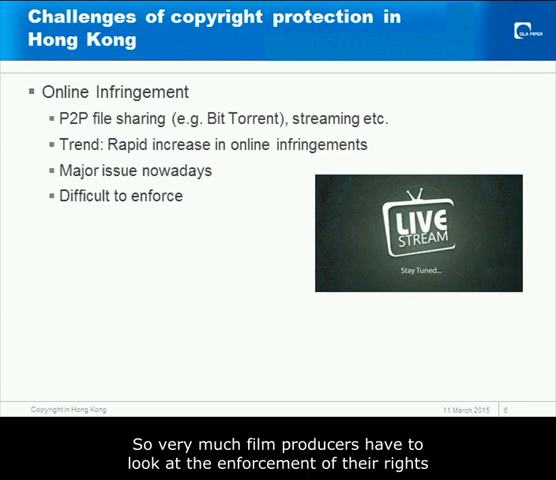 Challenges of copyright protection in
Hong Kong
DLA PIPER
Online Infringement
P2P file sharing (e.g. Bit Torrent), streaming etc.
Trend: Rapid increase in online infringements
Major issue nowadays
Difficult to enforce
LIVE
STREAM
Stay Tuned...
Copyright in Hong Kong
11 March 2015
6
So very much film producers have to
look at the enforcement of their rights